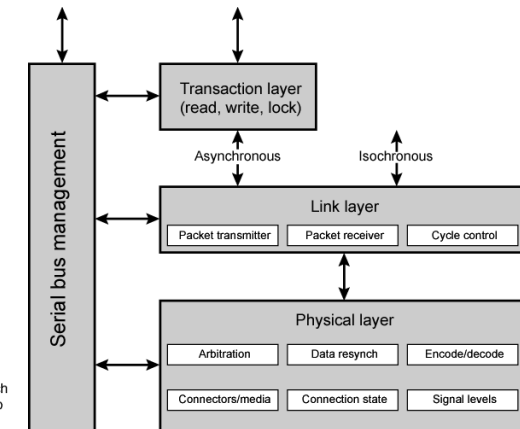 Transaction layer
(read, write, lock)
Asynchronous
Isochronous
Serial bus management
Link layer
Packet transmitter
Packet receiver
Cycle control
Physical layer
Arbitration
Data resynch
Encode/decode
Connectors/media
Connection state
Signal levels